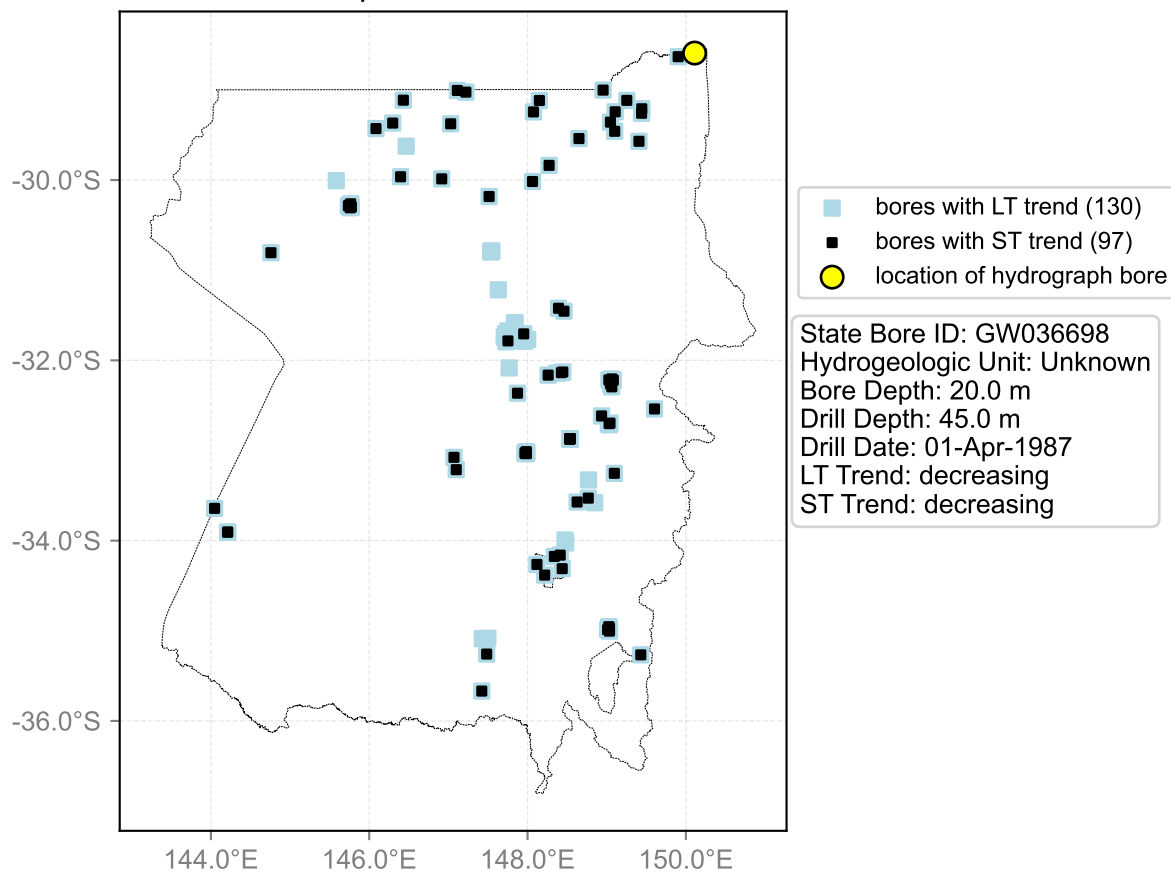 -30.0°S
-32.0°S
-34.0°S
-36.0°S
144.0°E
146.0°E
148.0°E
150.0°E
bores with LT trend (130)
bores with ST trend (97)
location of hydrograph bore
State Bore ID: GW036698
Hydrogeologic Unit: Unknown
Bore Depth: 20.0 m
Drill Depth: 45.0 m
Drill Date: 01-Apr-1987
LT Trend: decreasing
ST Trend: decreasing